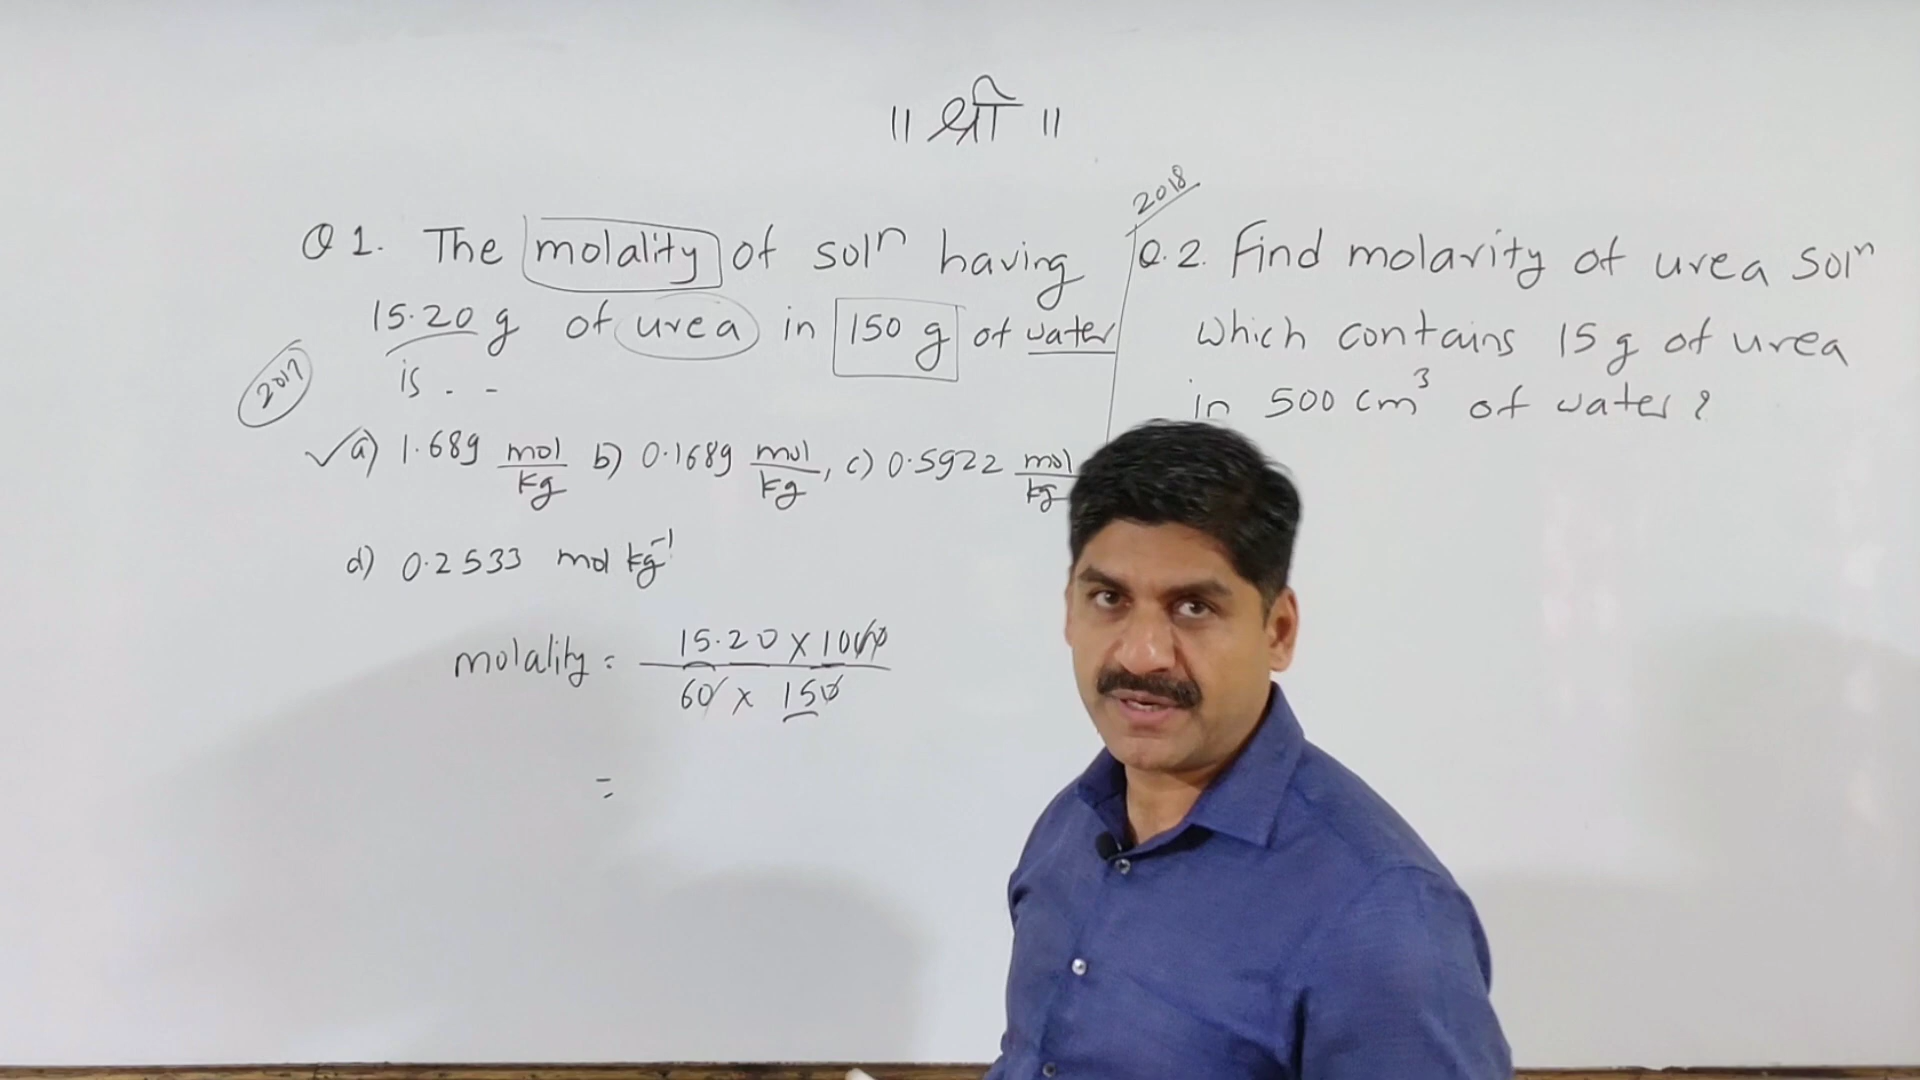 ॥ श्री ॥
Q 1. The molality of solⁿ having
15.20 g of urea in 150 g of water
is . -
2017
a) 1.689 mol/kg b) 0.1689 mol/kg, c) 0.5922 mol/kg
d) 0.2533 mol kg⁻¹
molality = 15.20 x 1000 / 60 x 150
=
2018
Q.2. Find molarity of urea solⁿ
which contains 15 g of urea
in 500 cm³ of water?